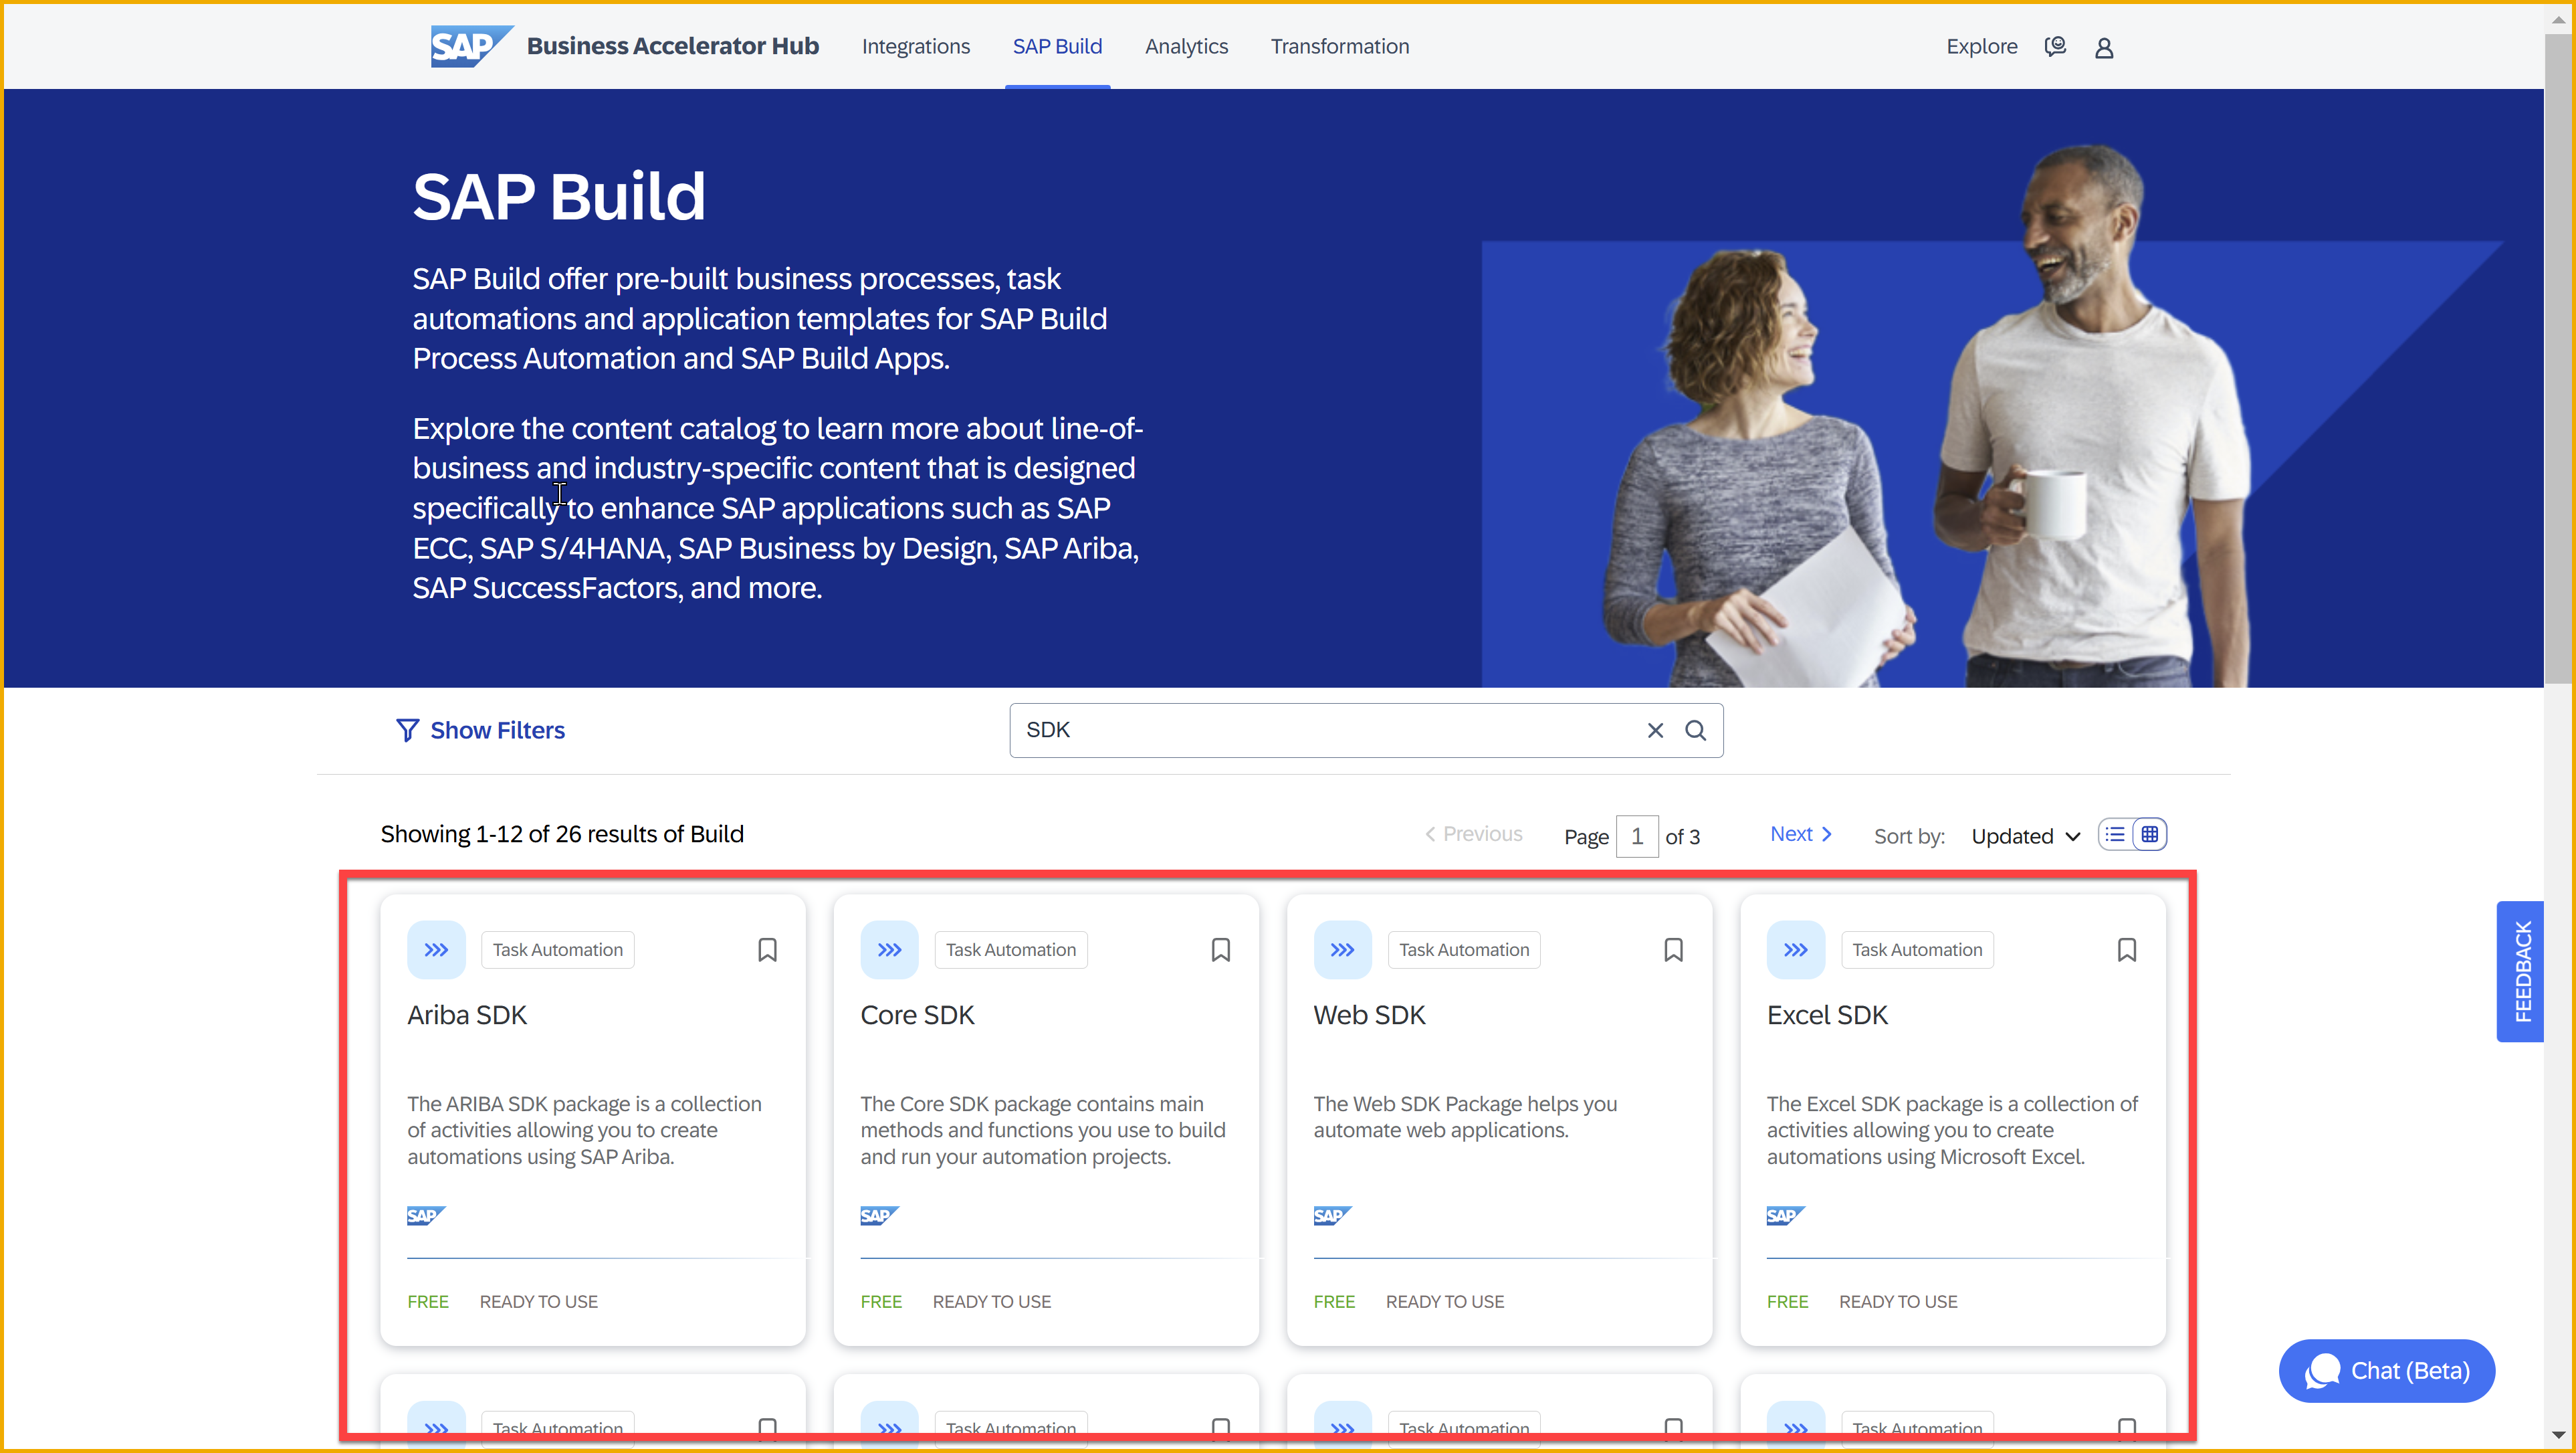 SAP Business Accelerator Hub Integrations SAP Build Analytics Transformation Explore
SAP Build
SAP Build offer pre-built business processes, task
automations and application templates for SAP Build
Process Automation and SAP Build Apps.
Explore the content catalog to learn more about line-of-
business and industry-specific content that is designed
specifically to enhance SAP applications such as SAP
ECC, SAP S/4HANA, SAP Business by Design, SAP Ariba,
SAP SuccessFactors, and more.
Show Filters
SDK
Showing 1-12 of 26 results of Build
Previous Page 1 of 3 Next Sort by: Updated
Task Automation
Ariba SDK
The ARIBA SDK package is a collection
of activities allowing you to create
automations using SAP Ariba.
SAP
FREE READY TO USE
Task Automation
Core SDK
The Core SDK package contains main
methods and functions you use to build
and run your automation projects.
SAP
FREE READY TO USE
Task Automation
Web SDK
The Web SDK Package helps you
automate web applications.
SAP
FREE READY TO USE
Task Automation
Excel SDK
The Excel SDK package is a collection of
activities allowing you to create
automations using Microsoft Excel.
SAP
FREE READY TO USE
Task Automation
Task Automation
Task Automation
Task Automation
FEEDBACK
Chat (Beta)